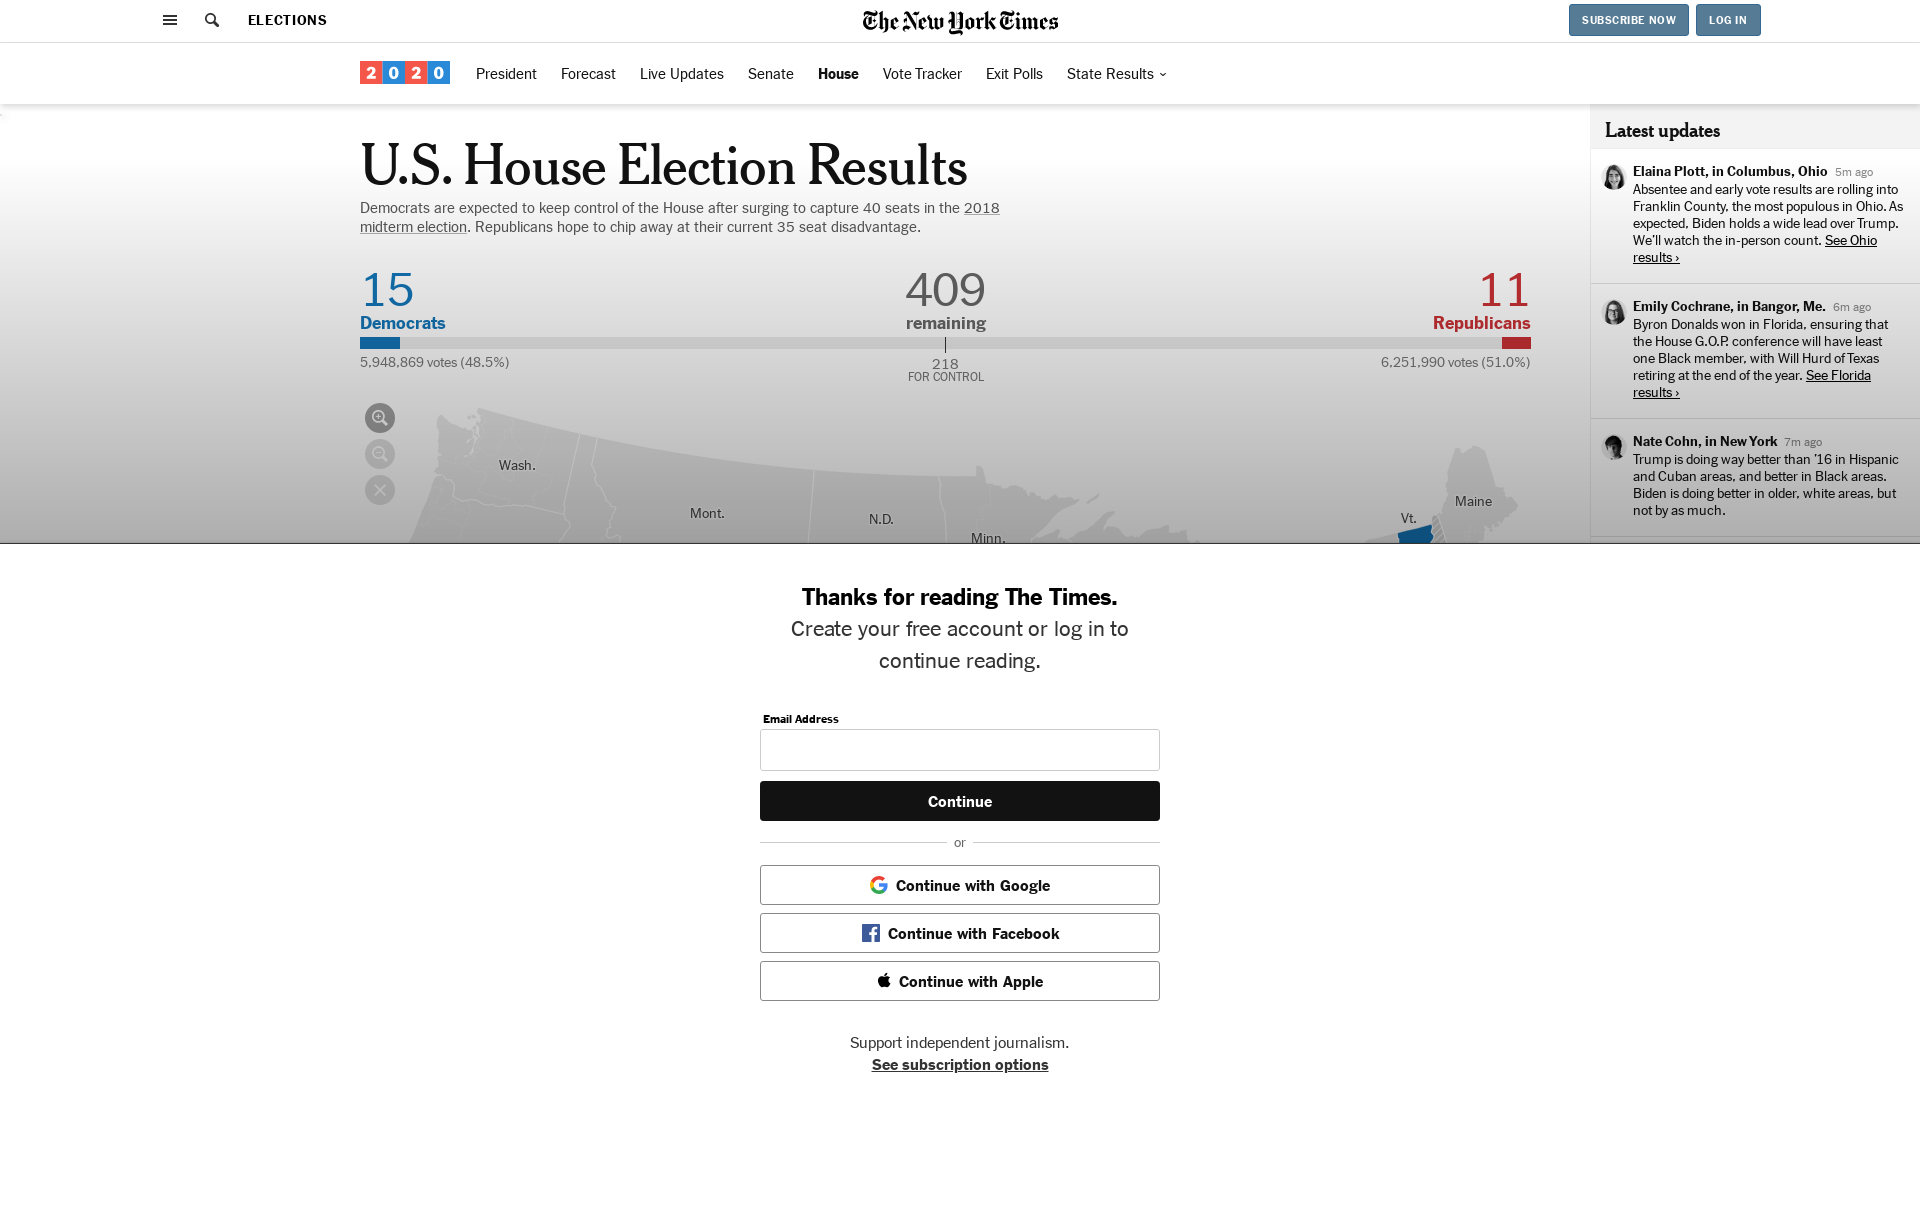 ELECTIONS
The New York Times
SUBSCRIBE NOW
LOG IN
2020
President
Forecast
Live Updates
Senate
House
Vote Tracker
Exit Polls
State Results
U.S. House Election Results
Democrats are expected to keep control of the House after surging to capture 40 seats in the 2018
midterm election. Republicans hope to chip away at their current 35 seat disadvantage.
15
Democrats
409
remaining
11
Republicans
5,948,869 votes (48.5%)
218
FOR CONTROL
6,251,990 votes (51.0%)
Wash.
Mont.
N.D.
Minn.
Vt.
Maine
Latest updates
Elaina Plott, in Columbus, Ohio 5m ago
Absentee and early vote results are rolling into
Franklin County, the most populous in Ohio. As
expected, Biden holds a wide lead over Trump.
We'll watch the in-person count. See Ohio
results ›
Emily Cochrane, in Bangor, Me. 6m ago
Byron Donalds won in Florida, ensuring that
the House G.O.P. conference will have least
one Black member, with Will Hurd of Texas
retiring at the end of the year. See Florida
results ›
Nate Cohn, in New York 7m ago
Trump is doing way better than '16 in Hispanic
and Cuban areas, and better in Black areas.
Biden is doing better in older, white areas, but
not by as much.
Thanks for reading The Times.
Create your free account or log in to
continue reading.
Email Address
Continue
or
Continue with Google
Continue with Facebook
Continue with Apple
Support independent journalism.
See subscription options